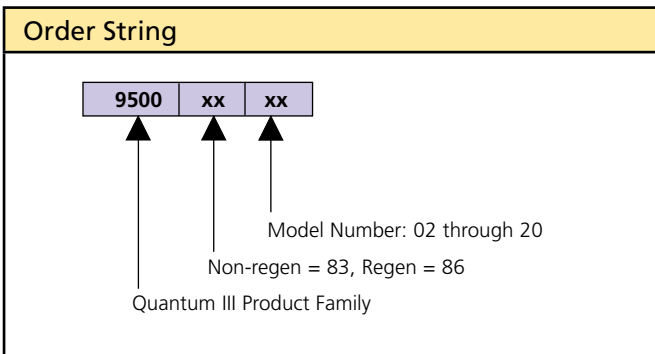 Order String
9500 xx xx
Model Number: 02 through 20
Non-regen = 83, Regen = 86
Quantum III Product Family